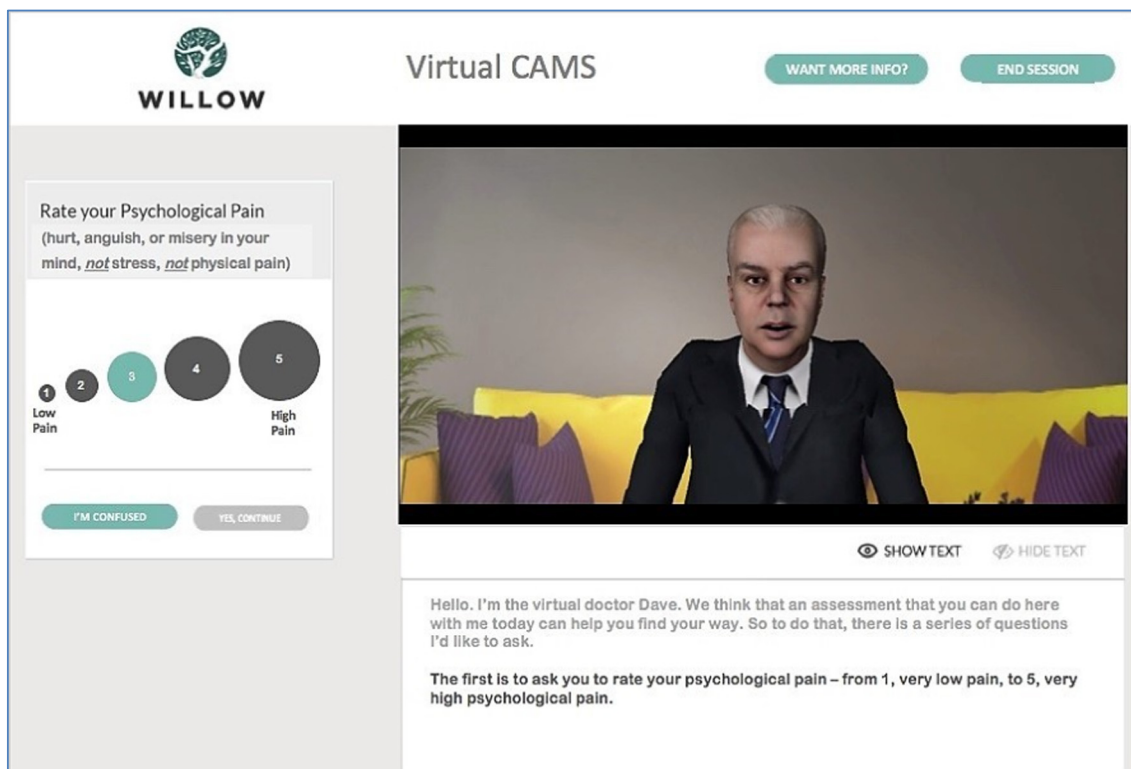 WILLOW
Virtual CAMS
WANT MORE INFO?
END SESSION
Rate your Psychological Pain
(hurt, anguish, or misery in your
mind, not stress, not physical pain)
1
2
3
4
5
Low
Pain
High
Pain
I'M CONFUSED
YES, CONTINUE
SHOW TEXT
HIDE TEXT
Hello. I'm the virtual doctor Dave. We think that an assessment that you can do here
with me today can help you find your way. So to do that, there is a series of questions
I'd like to ask.
The first is to ask you to rate your psychological pain – from 1, very low pain, to 5, very
high psychological pain.